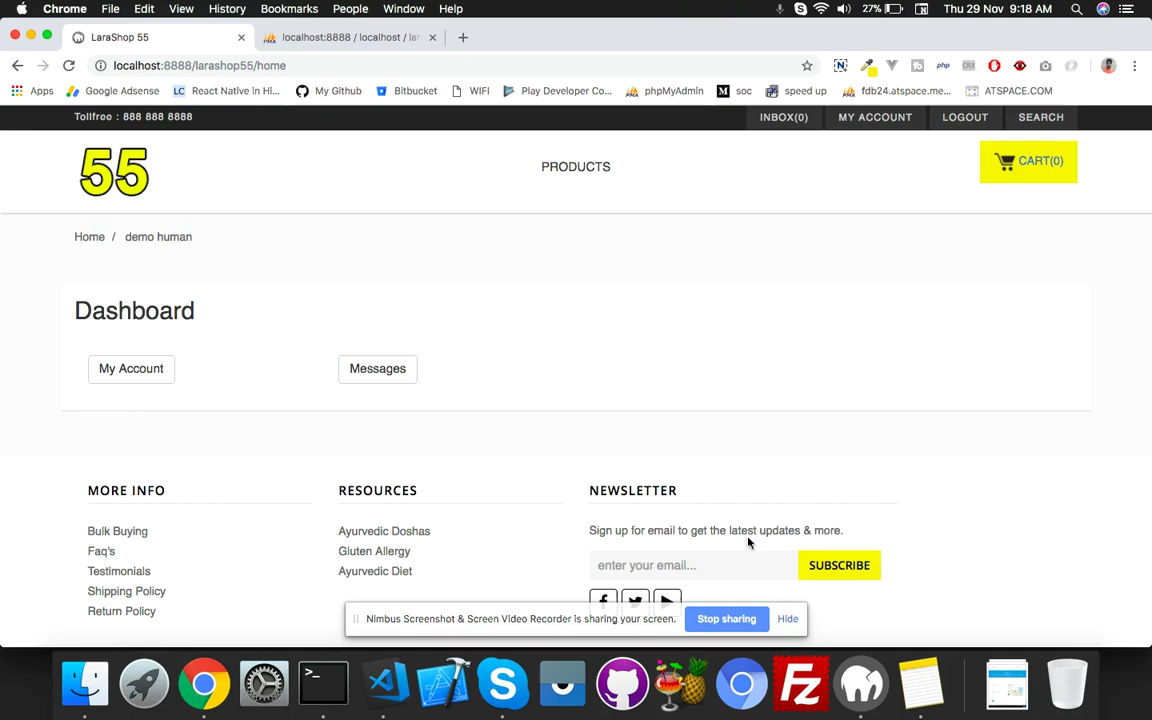 Chrome File Edit View History Bookmarks People Window Help 27% Thu 29 Nov 9:18 AM
LaraShop 55 localhost:8888 / localhost / lar
localhost:8888/larashop55/home
Apps Google Adsense LC React Native in Hi... My GIthub Bitbucket WIFI Play Developer Co... phpMyAdmin M soc speed up fdb24.atspace.me... ATSPACE.COM
Tollfree : 888 888 8888 INBOX(0) MY ACCOUNT LOGOUT SEARCH
55 PRODUCTS CART(0)
Home / demo human
Dashboard
My Account Messages
MORE INFO RESOURCES NEWSLETTER
Bulk Buying Ayurvedic Doshas Sign up for email to get the latest updates & more.
Faq's Gluten Allergy
enter your email... SUBSCRIBE
Testimonials Ayurvedic Diet
Shipping Policy
Return Policy
Nimbus Screenshot & Screen Video Recorder is sharing your screen. Stop sharing Hide